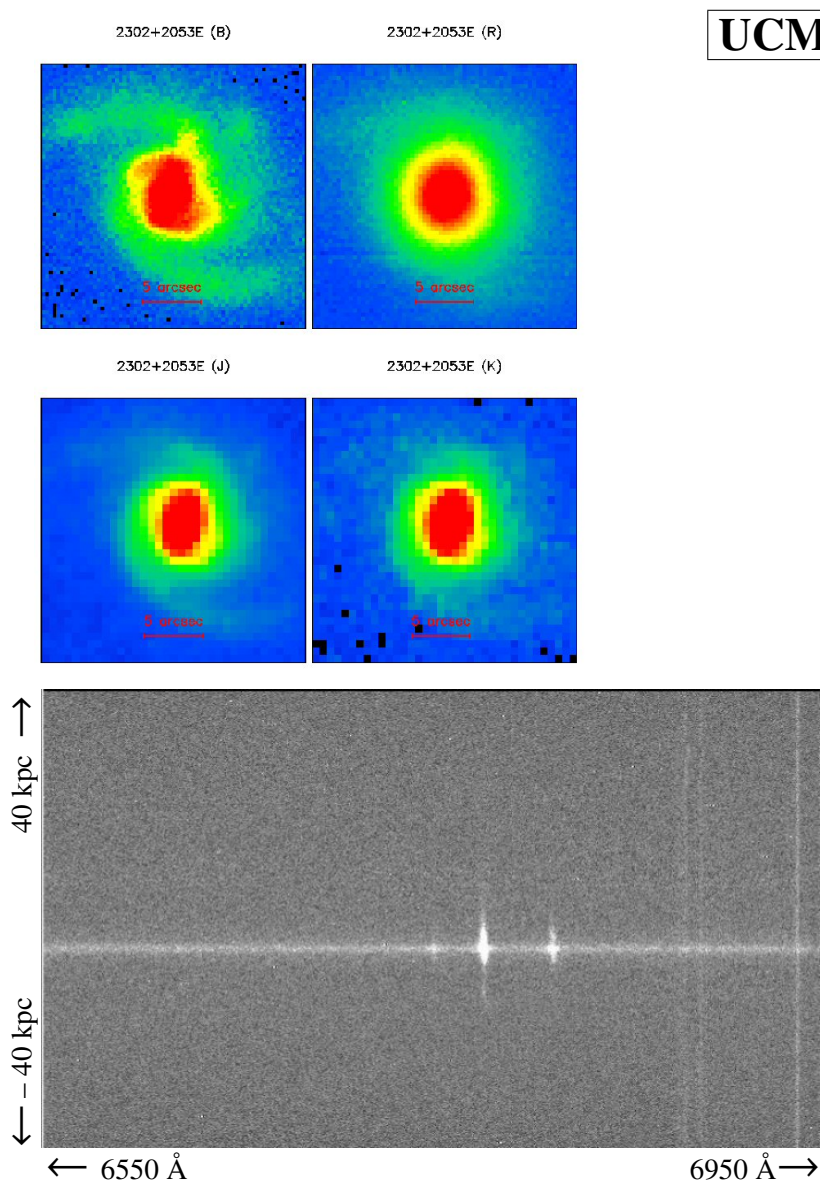 2302+2053E (B)
2302+2053E (R)
UCM
5 arcsec
5 arcsec
2302+2053E (J)
2302+2053E (K)
5 arcsec
5 arcsec
40 kpc →
← – 40 kpc
← 6550 Å
6950 Å →